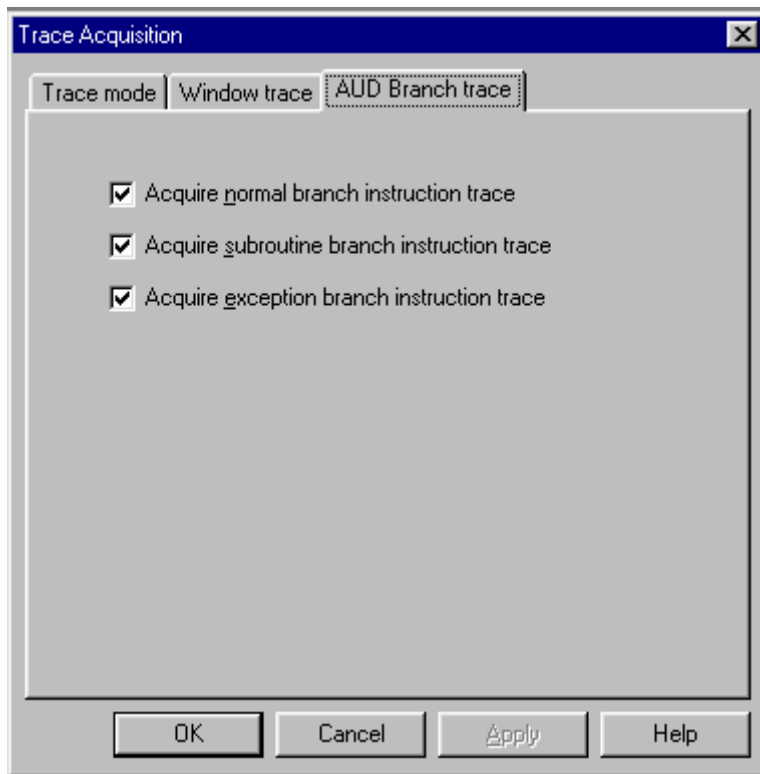 Trace Acquisition
Trace mode Window trace AUD Branch trace
Acquire normal branch instruction trace
Acquire subroutine branch instruction trace
Acquire exception branch instruction trace
OK Cancel Apply Help